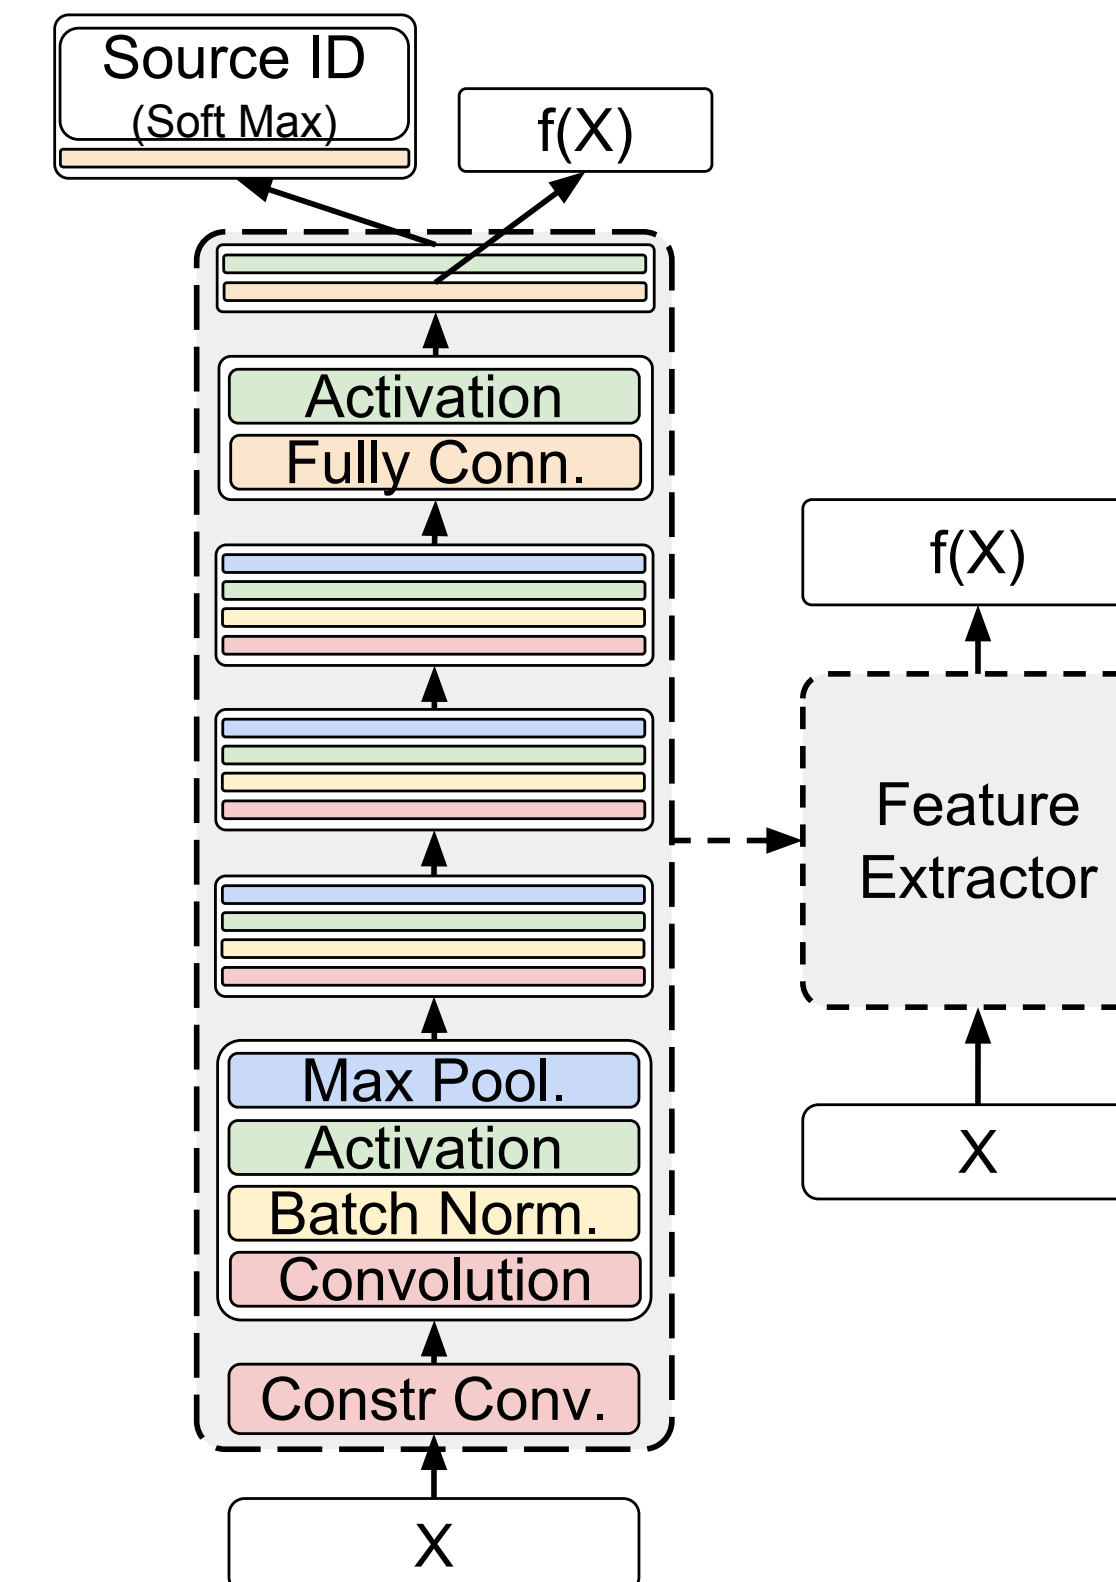 Source ID
(Soft Max)
f(X)
Activation
Fully Conn.
Max Pool.
Activation
Batch Norm.
Convolution
Constr Conv.
X
f(X)
Feature
Extractor
X